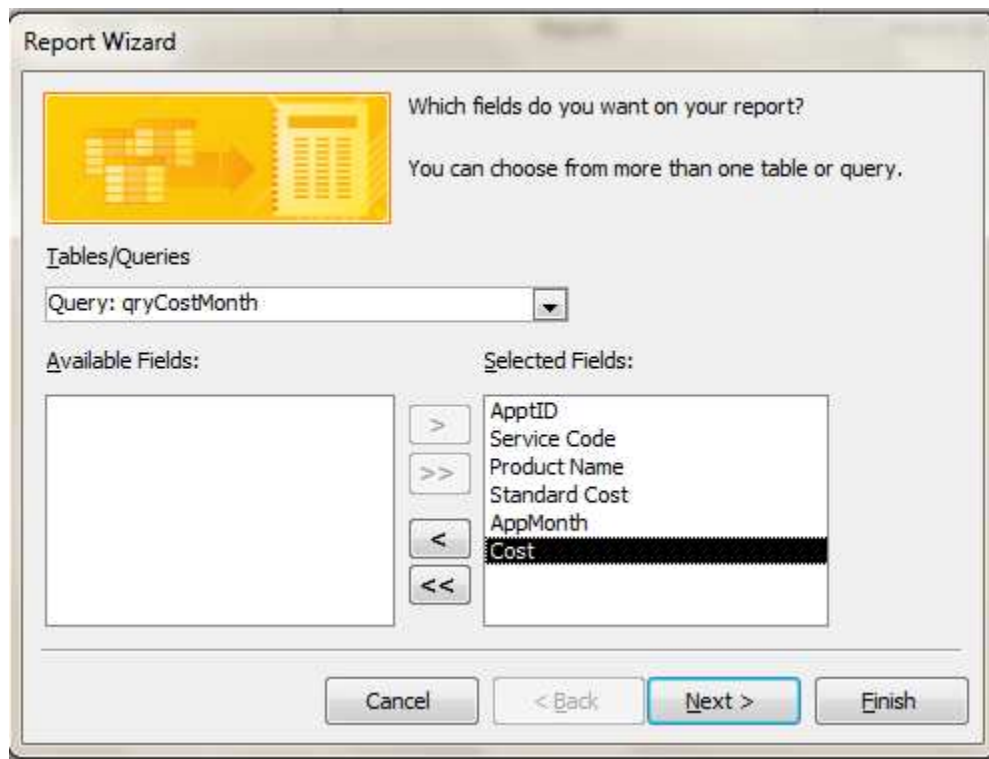 Report Wizard
Which fields do you want on your report?
You can choose from more than one table or query.
Tables/Queries
Query: qryCostMonth
Available Fields:
Selected Fields:
>
>>
<
<<
ApptID
Service Code
Product Name
Standard Cost
AppMonth
Cost
Cancel
< Back
Next >
Finish